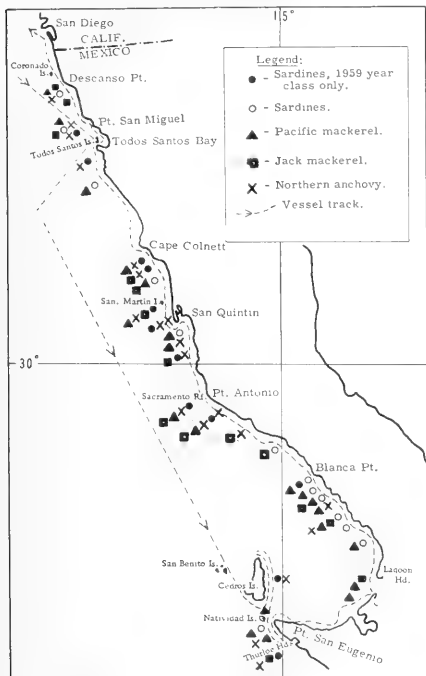 115°
San Diego
CALIF.
MEXICO
Coronado
Is.
Descanso Pt.
Pt. San Miguel
Todos Santos Is.
Todos Santos Bay
Legend:
- Sardines, 1959 year
class only.
- Sardines.
- Pacific mackerel.
- Jack mackerel.
- Northern anchovy.
- Vessel track.
Cape Colnett
San. Martin I.
San Quintin
30°
Pt. Antonio
Sacramento Rf.
Blanca Pt.
San Benito Is.
Cedros Is.
Lagoon
Hd.
Natividad Is.
Pt. San Eugenio
Thurloe Hd.